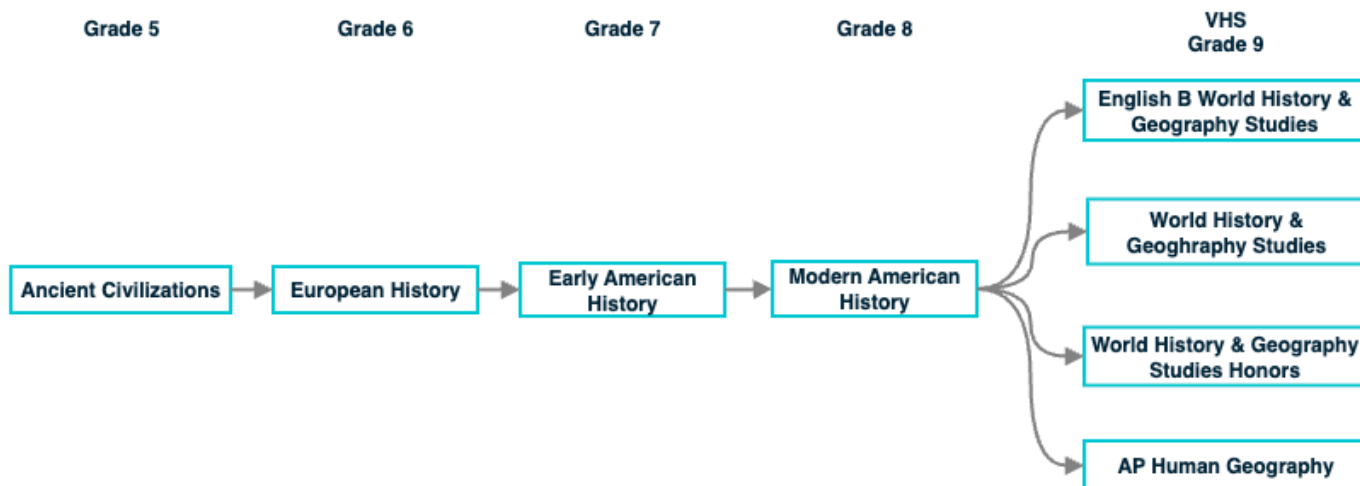 Grade 5
Grade 6
Grade 7
Grade 8
VHS
Grade 9
English B World History &
Geography Studies
World History &
Geoghraphy Studies
Ancient Civilizations
European History
Early American
History
Modern American
History
World History & Geography
Studies Honors
AP Human Geography